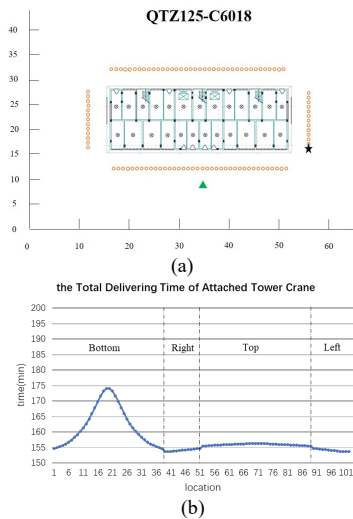 QTZ125-C6018
40
35
30
25
20
15
10
5
0
0 10 20 30 40 50 60
(a)
the Total Delivering Time of Attached Tower Crane
200
195
190
185
180
175
170
165
160
155
150
time(min)
Bottom Right Top Left
1 6 11 16 21 26 31 36 41 46 51 56 61 66 71 76 81 86 91 96 101
location
(b)